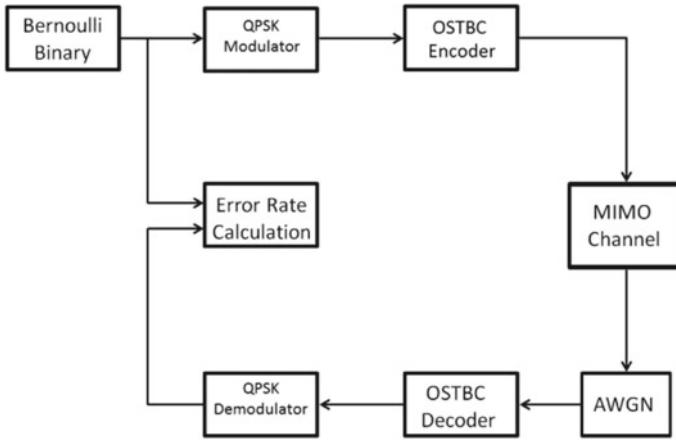 Bernoulli
Binary
QPSK
Modulator
OSTBC
Encoder
Error Rate
Calculation
MIMO
Channel
QPSK
Demodulator
OSTBC
Decoder
AWGN